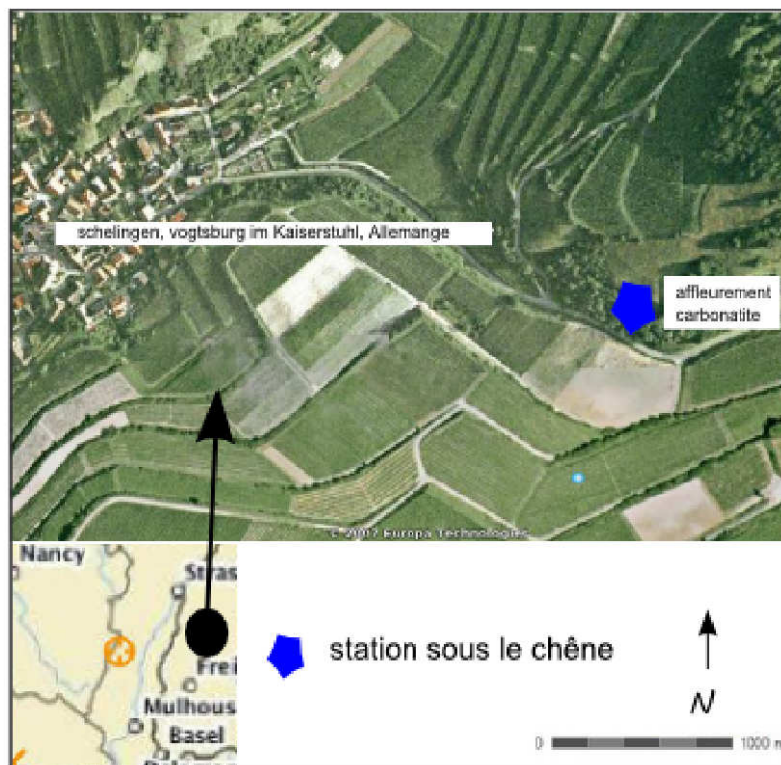 schelingen, vogtsburg im Kaiserstuhl, Allemange
affleurement
carbonatite
© 2007 Europa Technologies
Nancy
Stras
Frei
Mulhous
Basel
station sous le chêne
N
0 1000 m